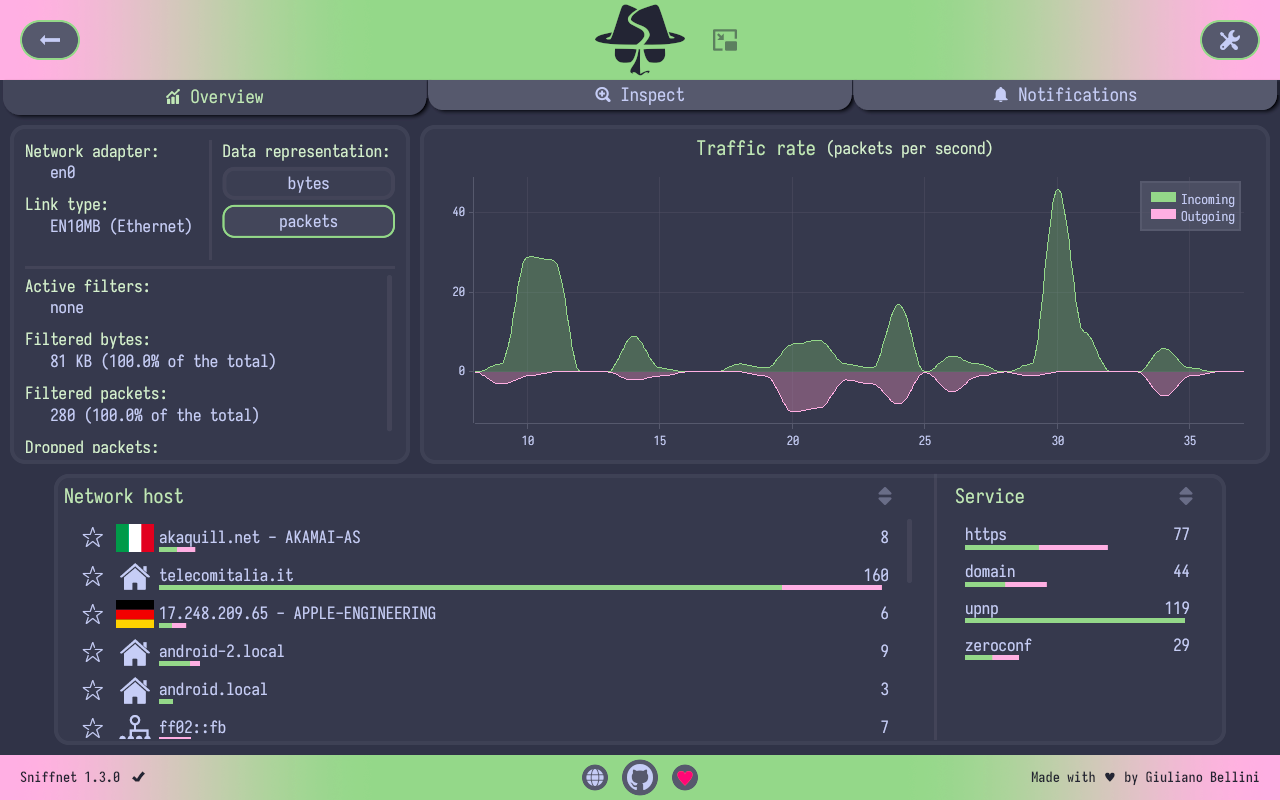 Overview
Inspect
Notifications
Network adapter:
en0
Link type:
EN10MB (Ethernet)
Data representation:
bytes
packets
Active filters:
none
Filtered bytes:
81 KB (100.0% of the total)
Filtered packets:
280 (100.0% of the total)
Dropped packets:
Traffic rate (packets per second)
Incoming
Outgoing
40
20
0
10 15 20 25 30 35
Network host
akaquill.net - AKAMAI-AS 8
telecomitalia.it 160
17.248.209.65 - APPLE-ENGINEERING 6
android-2.local 9
android.local 3
ff02::fb 7
Service
https 77
domain 44
upnp 119
zeroconf 29
Sniffnet 1.3.0 ✔
Made with ♥ by Giuliano Bellini